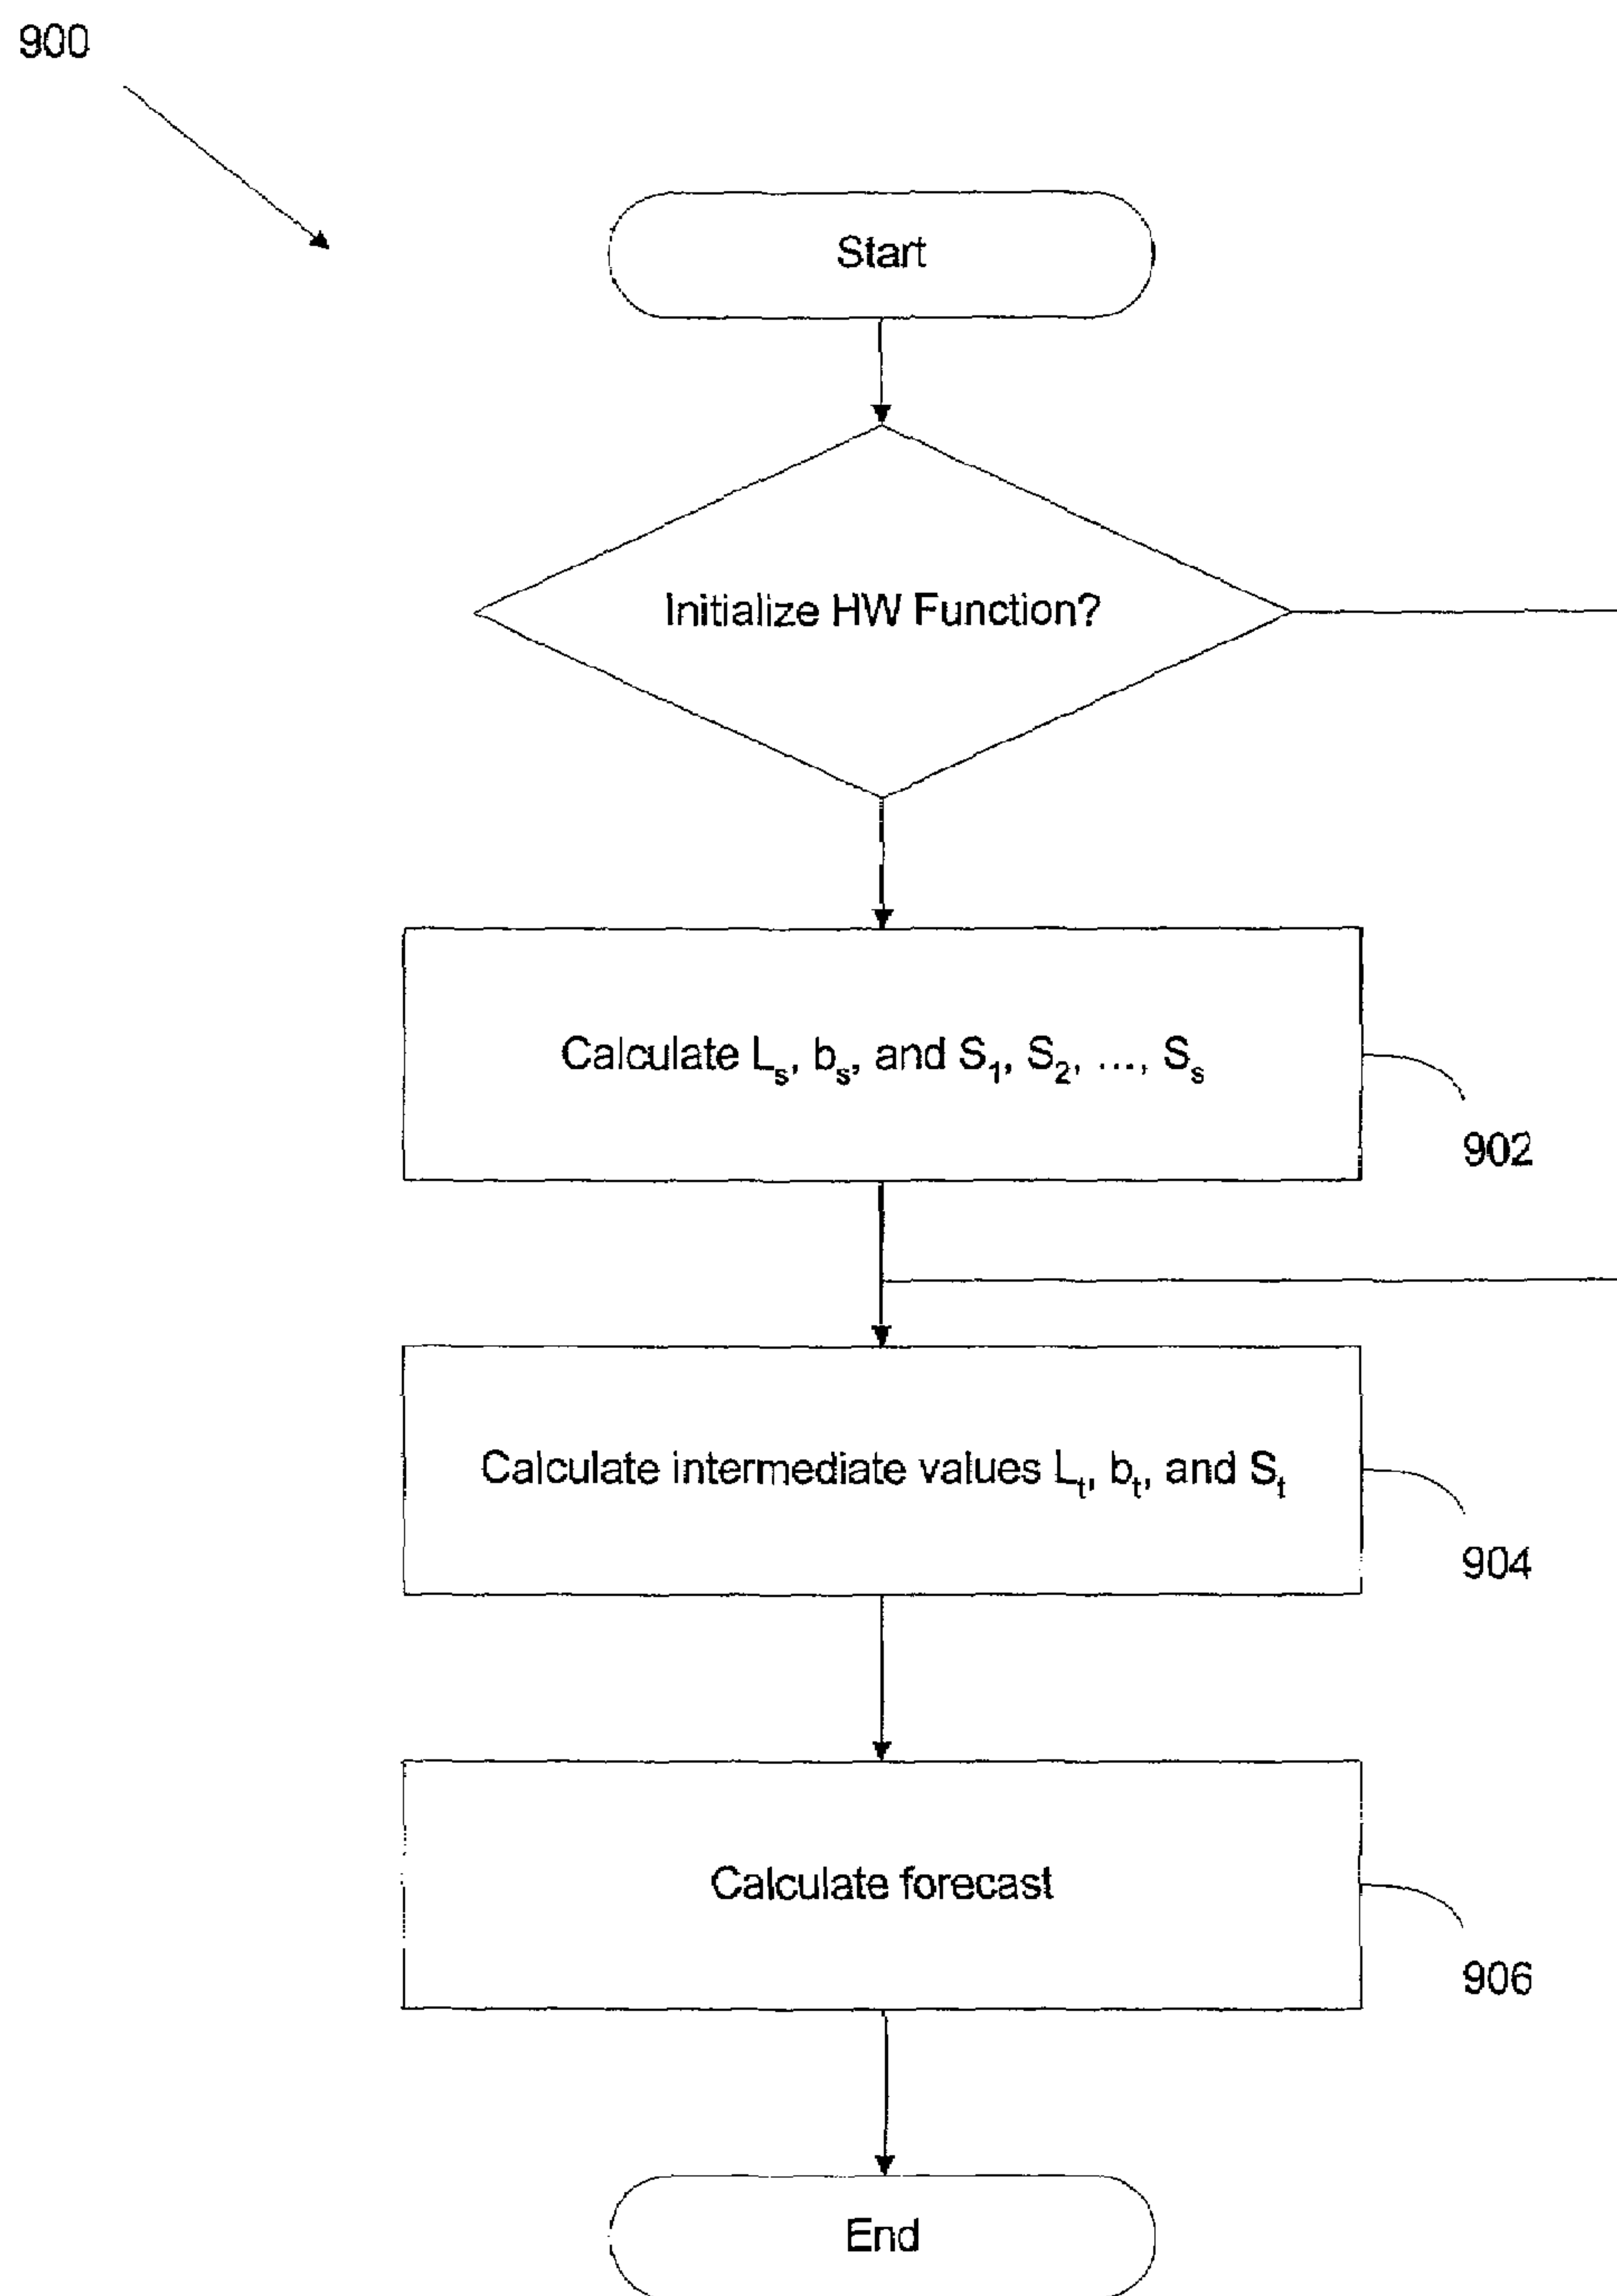 900
Start
Initialize HW Function?
Calculate Ls, bs, and S1, S2, ..., Ss
902
Calculate intermediate values Lt, bt, and St
904
Calculate forecast
906
End